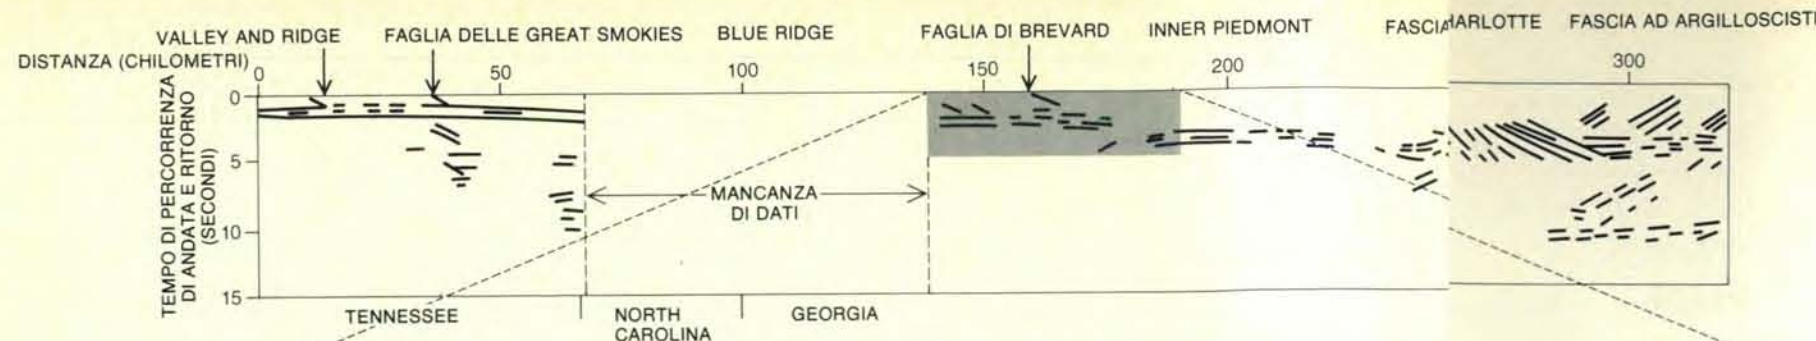 VALLEY AND RIDGE
FAGLIA DELLE GREAT SMOKIES
BLUE RIDGE
FAGLIA DI BREVARD
INNER PIEDMONT
FASCIA
HARLOTTE
FASCIA AD ARGILLOSCISTI
DISTANZA (CHILOMETRI)
0
50
100
150
200
300
TEMPO DI PERCORRENZA
DI ANDATA E RITORNO
(SECONDI)
0
5
10
15
MANCANZA
DI DATI
TENNESSEE
NORTH
CAROLINA
GEORGIA